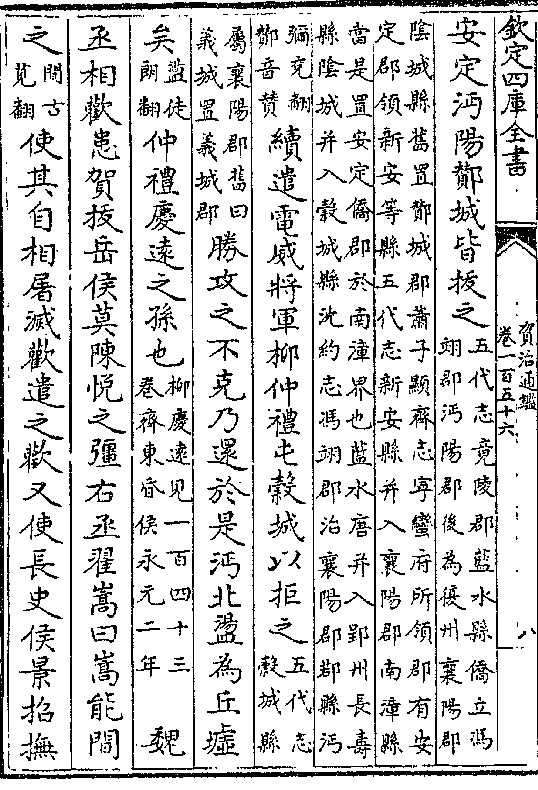 欽定四庫全書
資治通鑑
卷一百五十六
八
安定沔陽酇城皆拔之
五代志竟陵郡藍水縣僑立馮
翊郡沔陽郡後為復州襄陽郡
陰城縣舊置酇城郡蕭子顯齊志寧蠻府所領郡有安
定郡領新安等縣五代志新安縣并入襄陽郡南漳縣
當是置安定僑郡於南漳界也藍水唐并入郢州長壽
縣陰城并入穀城縣沈約志馮翊郡治襄陽郡鄀縣沔
彌兗翻
酇音贊
續遣電威將軍柳仲禮屯穀城以拒之
五代志
穀城縣
屬襄陽郡舊曰
義城置義城郡
勝攻之不克乃還於是沔北盪為丘墟
矣
盪徒
朗翻
仲禮慶遠之孫也
柳慶遠見一百四十三
卷齊東昏侯永元二年
魏
丞相歡患賀拔岳侯莫陳悅之彊右丞翟嵩曰嵩能間
之
間古
莧翻
使其自相屠滅歡遣之歡又使長史侯景招撫